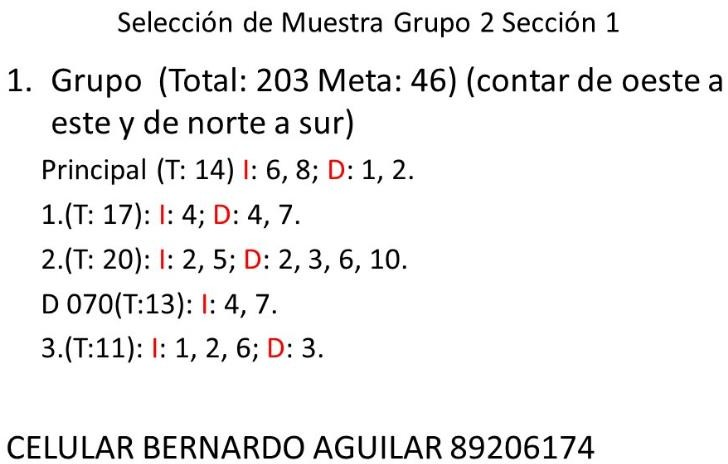 Selección de Muestra Grupo 2 Sección 1
1. Grupo (Total: 203 Meta: 46) (contar de oeste a
este y de norte a sur)
Principal (T: 14) I: 6, 8; D: 1, 2.
1.(T: 17): I: 4; D: 4, 7.
2.(T: 20): I: 2, 5; D: 2, 3, 6, 10.
D 070(T:13): I: 4, 7.
3.(T:11): I: 1, 2, 6; D: 3.
CELULAR BERNARDO AGUILAR 89206174